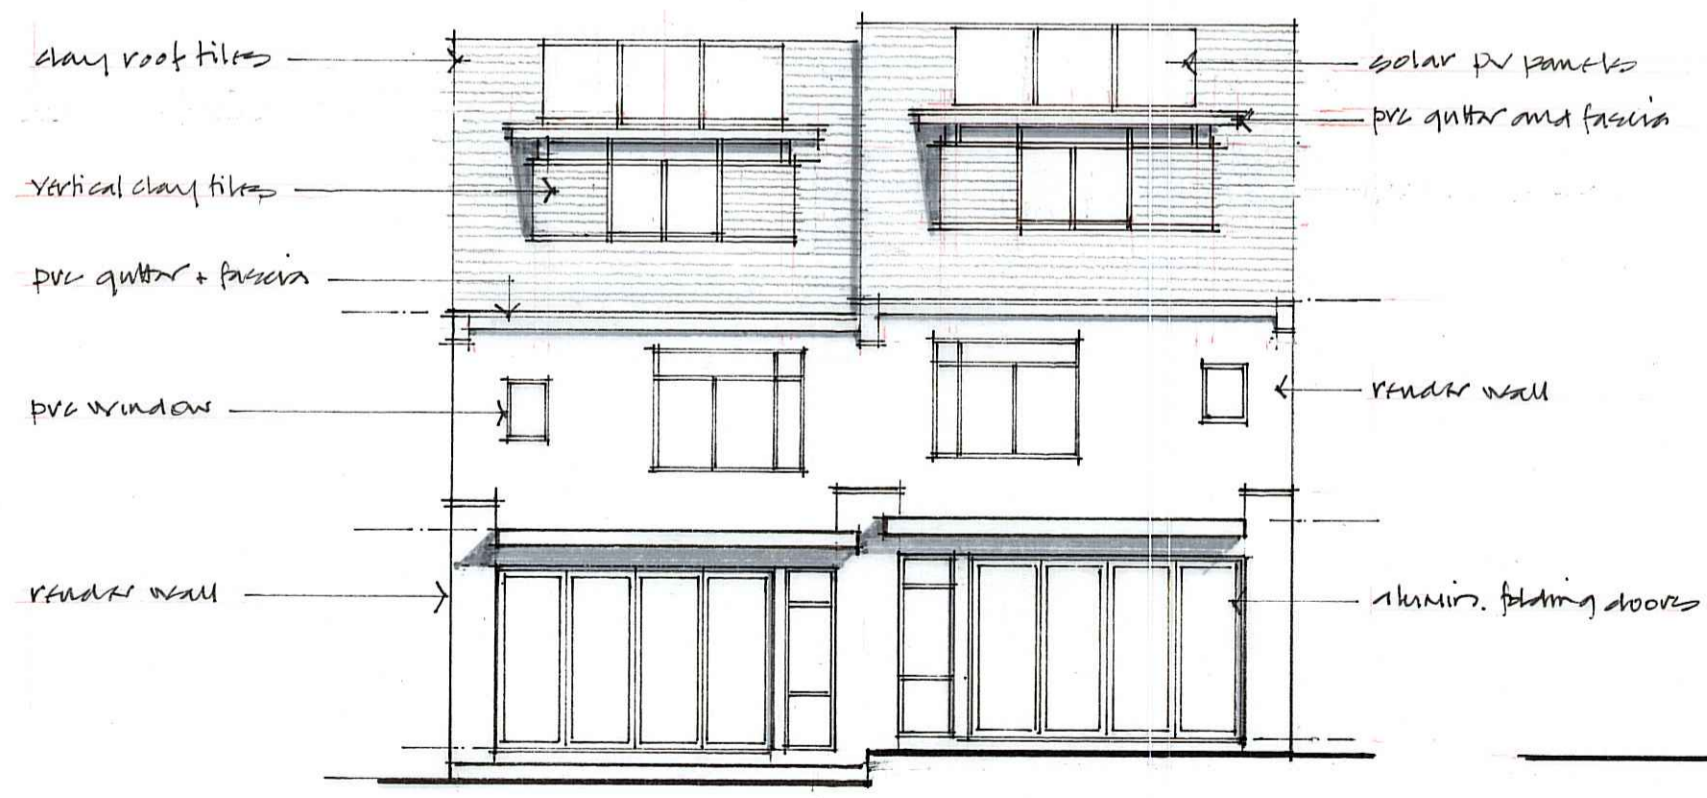 clay roof tiles
vertical clay tiles
pvc gutter + fascia
pvc window
render wall
solar pv panels
pvc gutter and fascia
render wall
alumin. folding doors